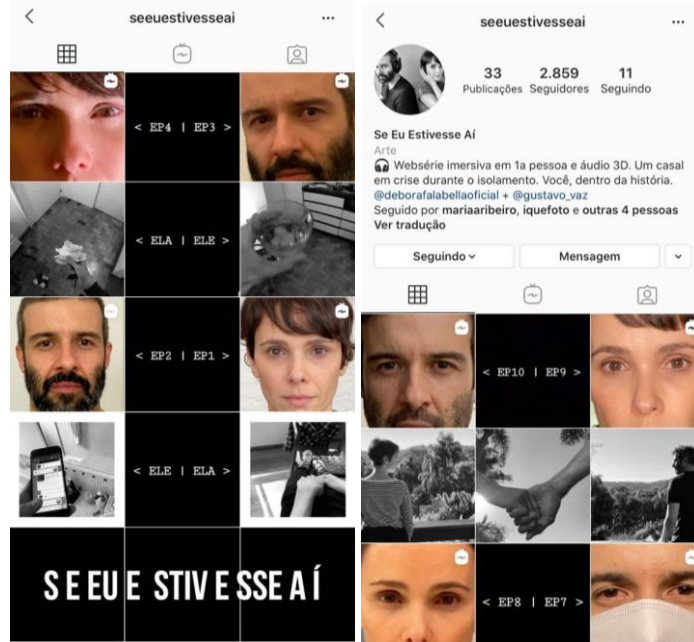 seeuestivesseai
< EP4 | EP3 >
< ELA | ELE >
< EP2 | EP1 >
< ELE | ELA >
SE EU E STIV E SSE A Í
seeuestivesseai
33 2.859 11
Publicações Seguidores Seguindo
Se Eu Estivesse Aí
Arte
Websérie imersiva em 1a pessoa e áudio 3D. Um casal
em crise durante o isolamento. Você, dentro da história.
@deborafalabellaoficial + @gustavo_vaz
Seguido por mariaaribeiro, iquefoto e outras 4 pessoas
Ver tradução
Seguindo Mensagem
< EP10 | EP9 >
< EP8 | EP7 >